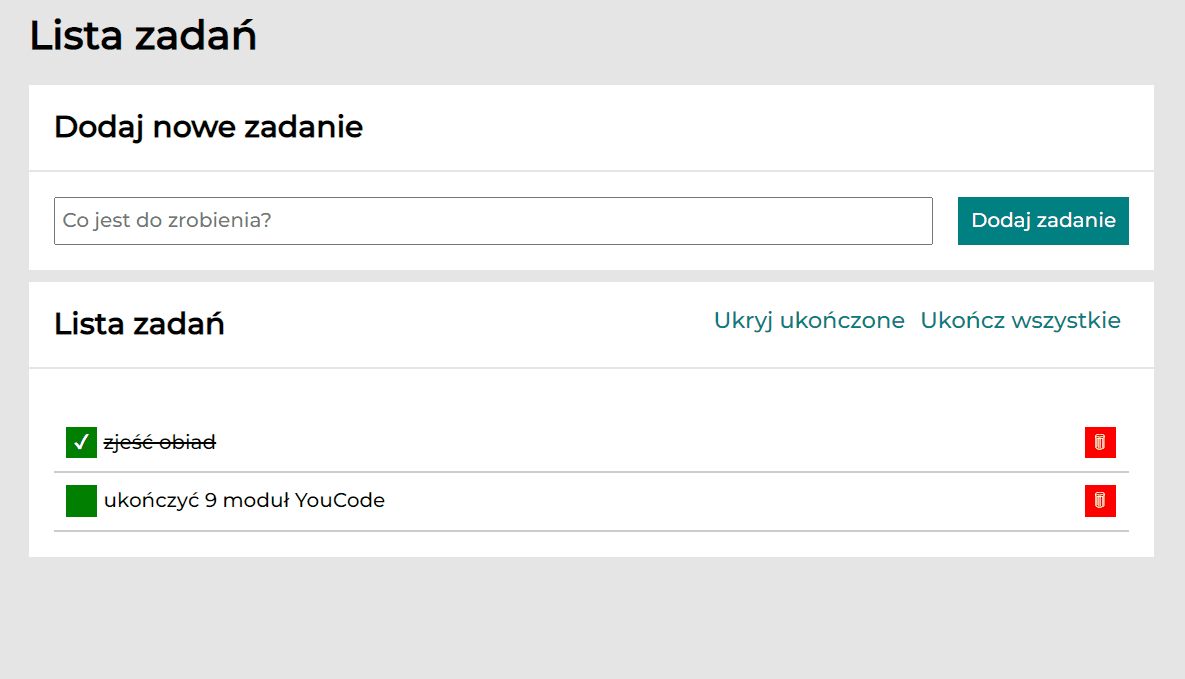 Lista zadań
Dodaj nowe zadanie
Co jest do zrobienia?
Dodaj zadanie
Lista zadań
Ukryj ukończone
Ukończ wszystkie
zjeść obiad
ukończyć 9 moduł YouCode